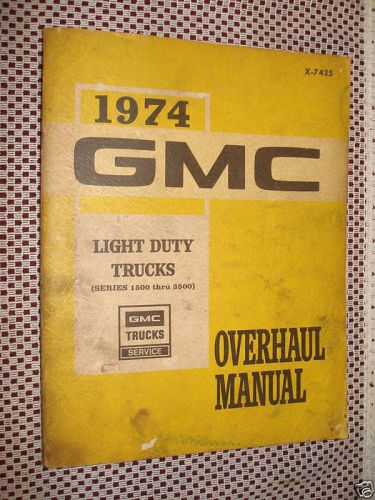 X-7435
1974
GMC
LIGHT DUTY
TRUCKS
(SERIES 1500 thru 3500)
GMC
TRUCKS
SERVICE
OVERHAUL
MANUAL